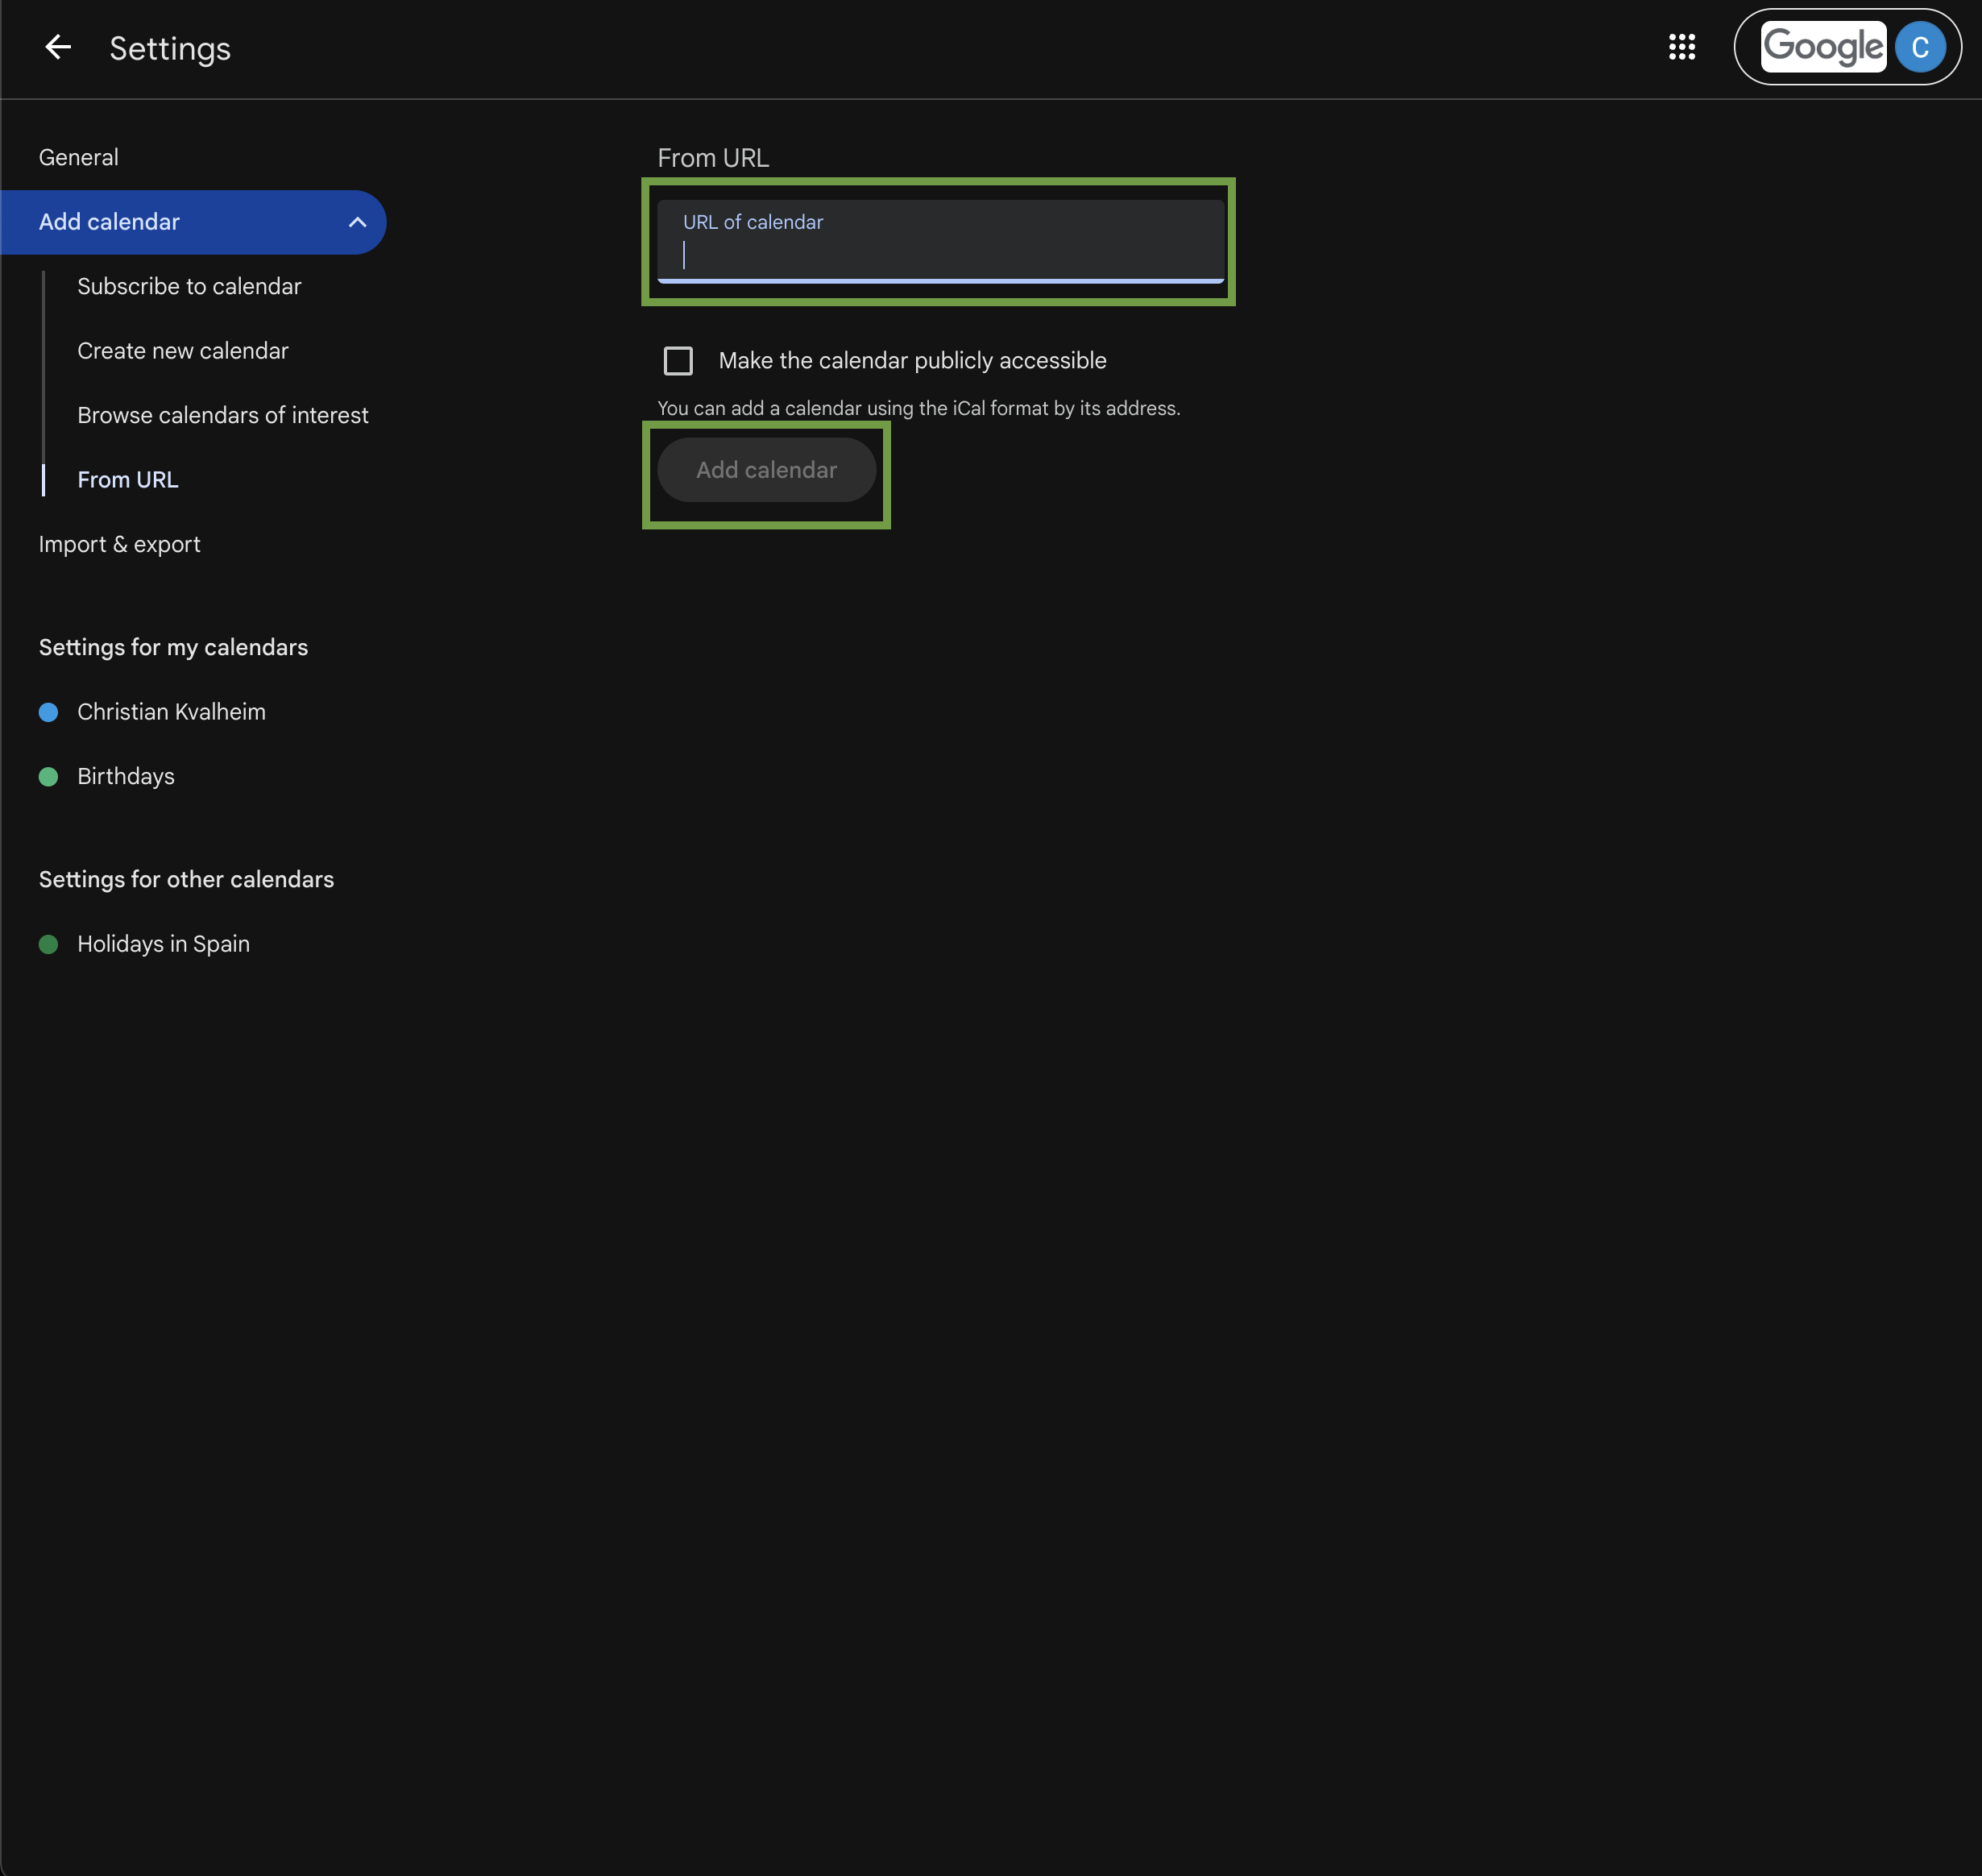 Settings
Google
C
General
Add calendar
Subscribe to calendar
Create new calendar
Browse calendars of interest
From URL
Import & export
Settings for my calendars
Christian Kvalheim
Birthdays
Settings for other calendars
Holidays in Spain
From URL
URL of calendar
Make the calendar publicly accessible
You can add a calendar using the iCal format by its address.
Add calendar